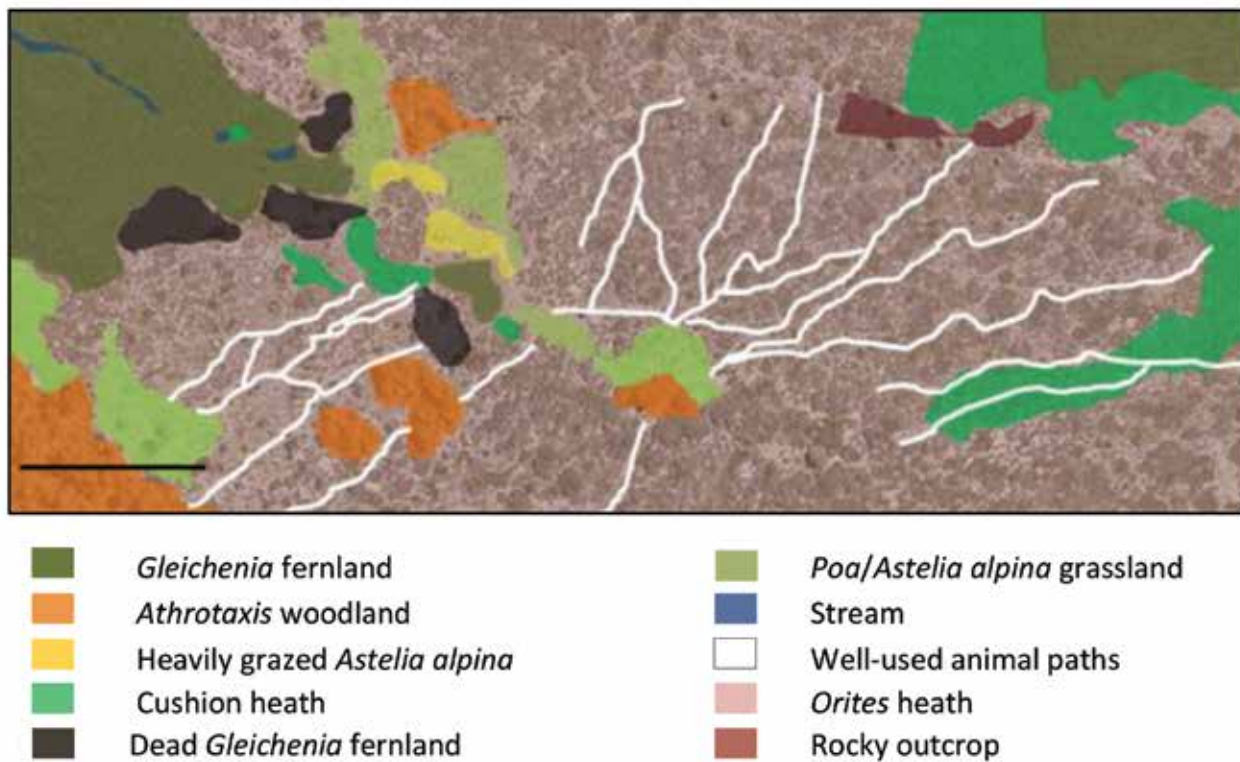 Gleichenia fernland
Athrotaxis woodland
Heavily grazed Astelia alpina
Cushion heath
Dead Gleichenia fernland
Poa/Astelia alpina grassland
Stream
Well-used animal paths
Orites heath
Rocky outcrop